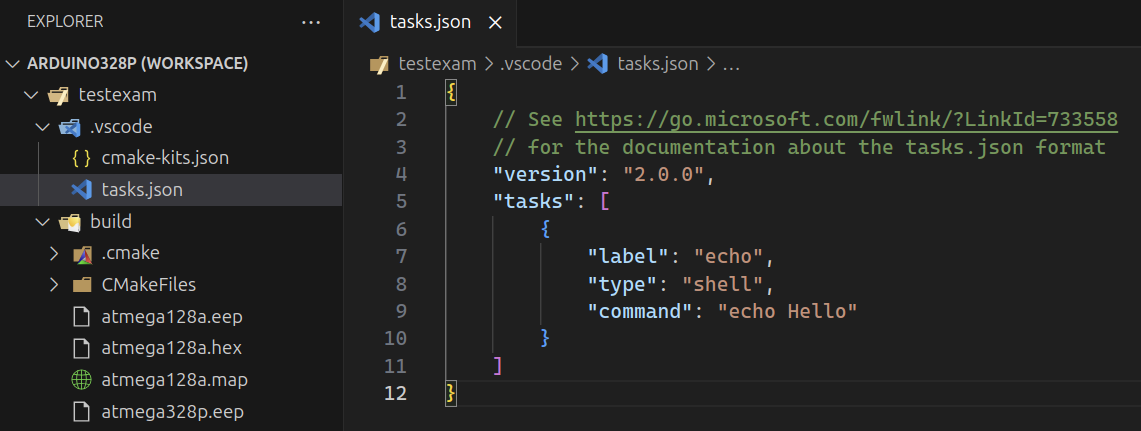 EXPLORER ...
ARDUINO328P (WORKSPACE)
testexam
.vscode
{ } cmake-kits.json
tasks.json
build
.cmake
CMakeFiles
atmega128a.eep
atmega128a.hex
atmega128a.map
atmega328p.eep
tasks.json ×
testexam > .vscode > tasks.json > ...
1 {
2 // See https://go.microsoft.com/fwlink/?LinkId=733558
3 // for the documentation about the tasks.json format
4 "version": "2.0.0",
5 "tasks": [
6 {
7 "label": "echo",
8 "type": "shell",
9 "command": "echo Hello"
10 }
11 ]
12 }